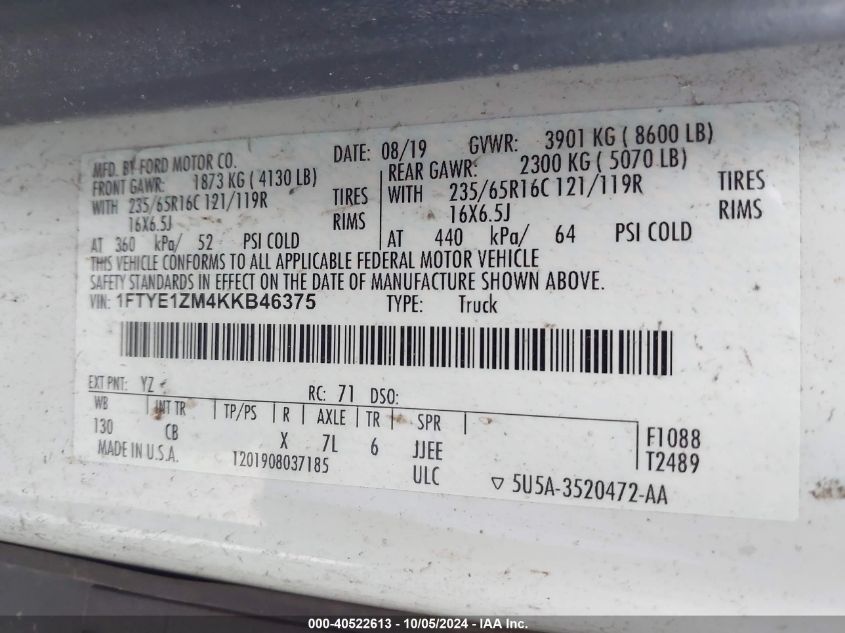 MFD. BY FORD MOTOR CO. DATE: 08/19 GVWR: 3901 KG ( 8600 LB)
FRONT GAWR: 1873 KG ( 4130 LB) REAR GAWR: 2300 KG ( 5070 LB)
WITH 235/65R16C 121/119R TIRES WITH 235/65R16C 121/119R TIRES
16X6.5J RIMS 16X6.5J RIMS
AT 360 kPa/ 52 PSI COLD AT 440 kPa/ 64 PSI COLD
THIS VEHICLE CONFORMS TO ALL APPLICABLE FEDERAL MOTOR VEHICLE
SAFETY STANDARDS IN EFFECT ON THE DATE OF MANUFACTURE SHOWN ABOVE.
VIN: 1FTYE1ZM4KKB46375 TYPE: Truck
EXT PNT: YZ RC: 71 DSO:
WB INT TR TP/PS R AXLE TR SPR
130 CB X 7L 6 JJEE F1088
MADE IN U.S.A. T201908037185 ULC T2489
5U5A-3520472-AA
000-40522613 - 10/05/2024 - IAA Inc.